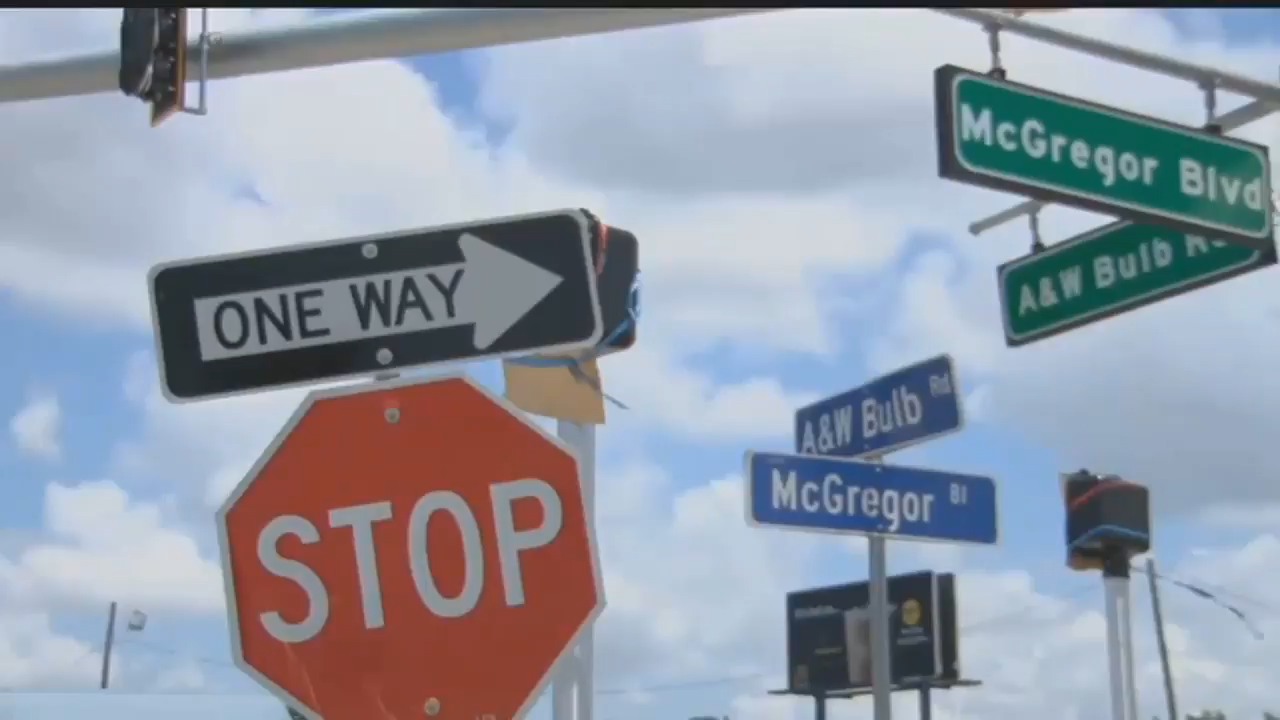 McGregor Blvd
A&W Bulb
ONE WAY
STOP
A&W Bulb Rd
McGregor Bl